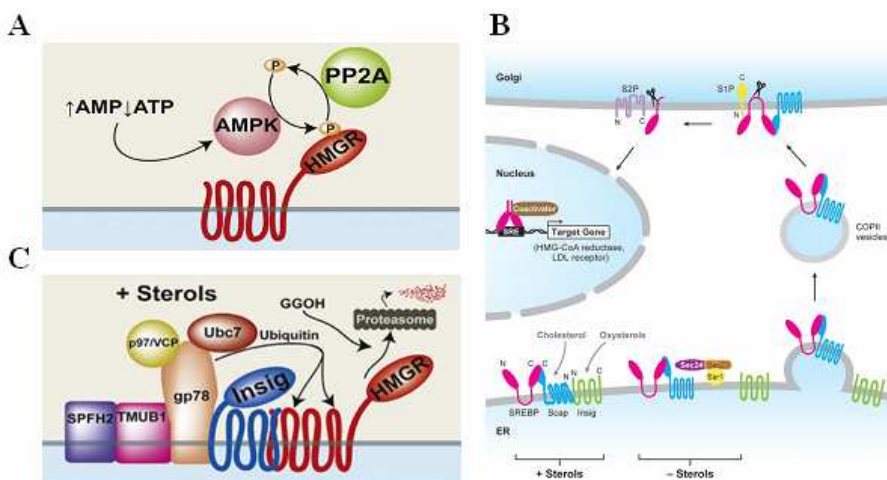 A
P
PP2A
↑AMP↓ATP
AMPK
P
HMGR
B
Golgi
S2P
S1P
C
N
C
N
Nucleus
Coactivator
SRE
Target Gene
(HMG-CoA reductase,
LDL receptor)
COPII
vesicles
Cholesterol
Oxysterols
N
C C
N
C
Sec24
Sec23
Sar1
SREBP
Scap
Insig
ER
+ Sterols
– Sterols
C
+ Sterols
GGOH
Proteasome
p97/VCP
Ubc7
Ubiquitin
gp78
Insig
HMGR
SPFH2
TMUB1